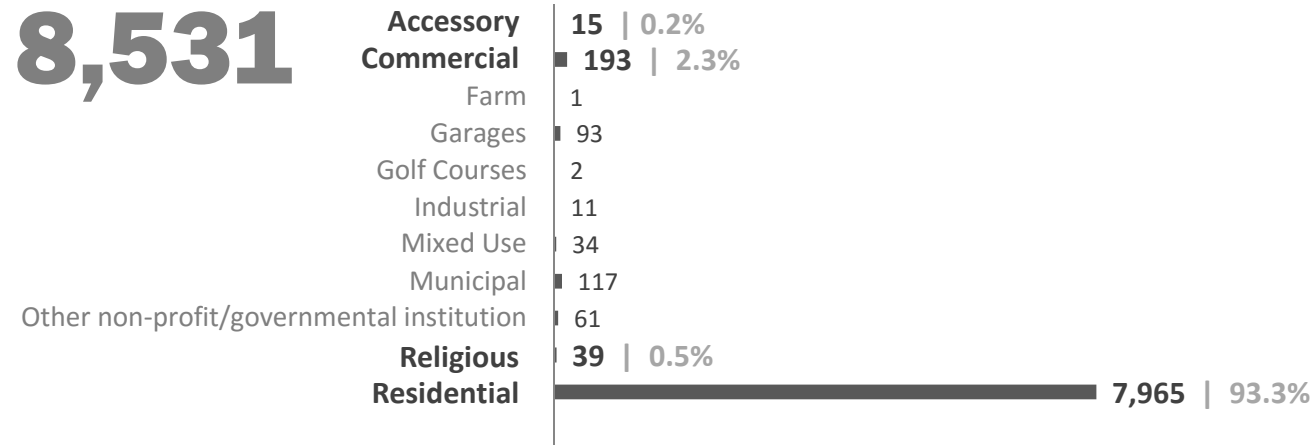 8,531
Accessory 15 | 0.2%
Commercial 193 | 2.3%
Farm 1
Garages 93
Golf Courses 2
Industrial 11
Mixed Use 34
Municipal 117
Other non-profit/governmental institution 61
Religious 39 | 0.5%
Residential 7,965 | 93.3%